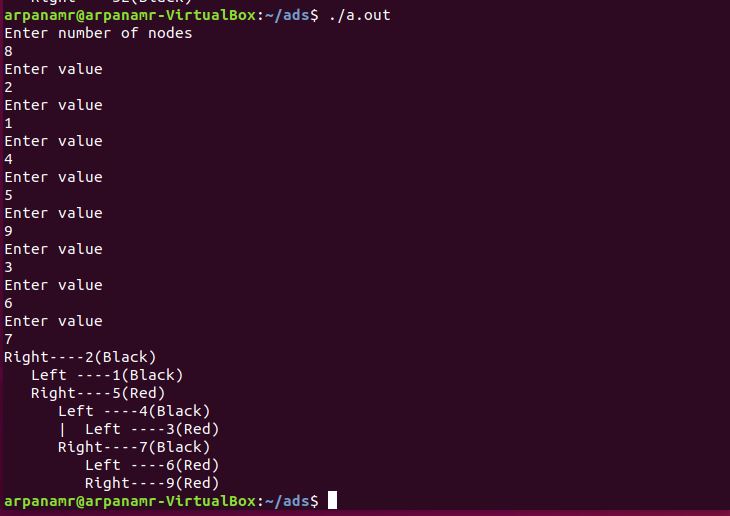 Right----32(Black)
arpanamr@arpanamr-VirtualBox:~/ads$ ./a.out
Enter number of nodes
8
Enter value
2
Enter value
1
Enter value
4
Enter value
5
Enter value
9
Enter value
3
Enter value
6
Enter value
7
Right----2(Black)
   Left ----1(Black)
   Right----5(Red)
      Left ----4(Black)
      |  Left ----3(Red)
      Right----7(Black)
         Left ----6(Red)
         Right----9(Red)
arpanamr@arpanamr-VirtualBox:~/ads$